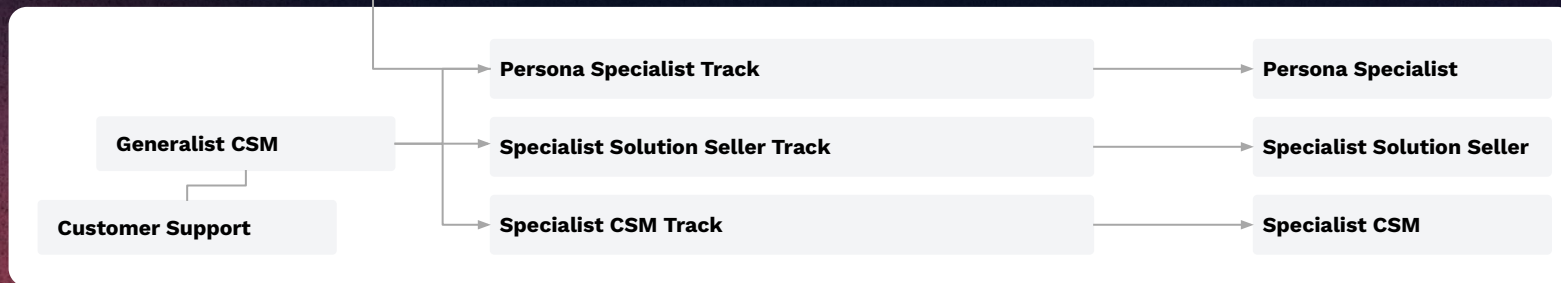 Persona Specialist Track
Persona Specialist
Generalist CSM
Specialist Solution Seller Track
Specialist Solution Seller
Customer Support
Specialist CSM Track
Specialist CSM